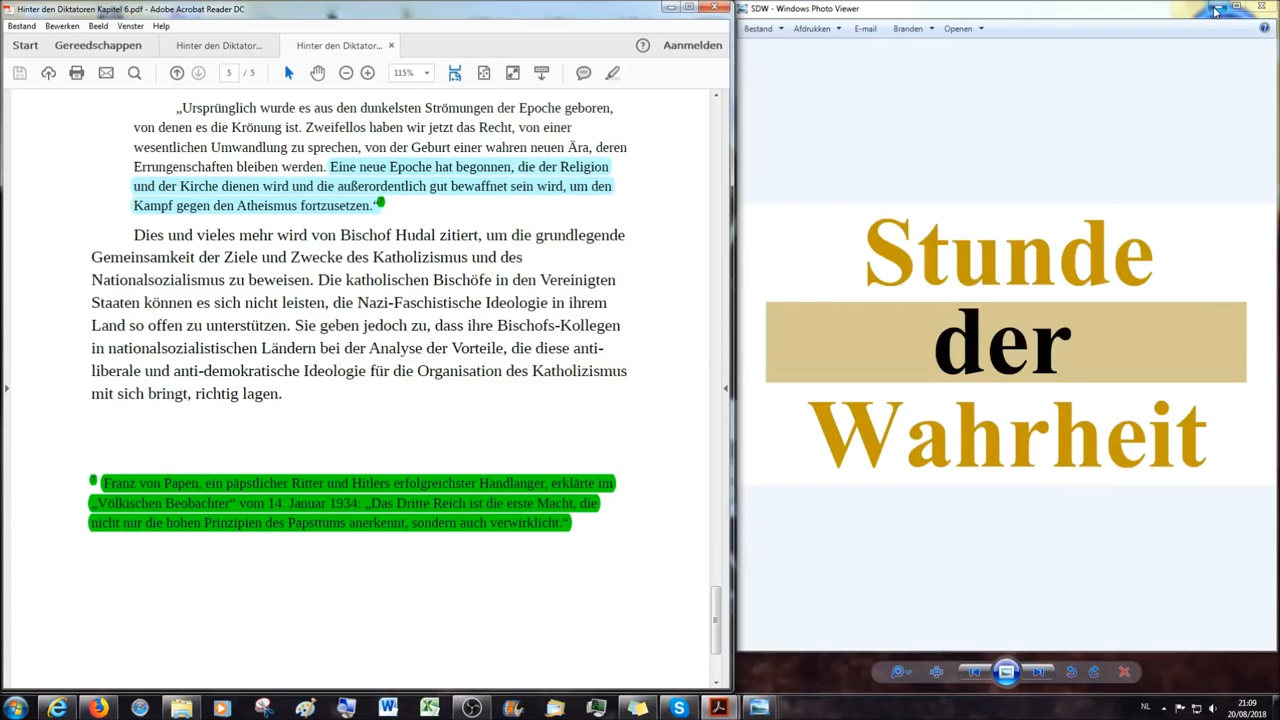 Hinter den Diktatoren Kapitel 6.pdf - Adobe Acrobat Reader DC
Bestand Bewerken Beeld Venster Help
Start Gereedschappen Hinter den Diktator... Hinter den Diktator... × Aanmelden
5 / 5 115%
„Ursprünglich wurde es aus den dunkelsten Strömungen der Epoche geboren,
von denen es die Krönung ist. Zweifellos haben wir jetzt das Recht, von einer
wesentlichen Umwandlung zu sprechen, von der Geburt einer wahren neuen Ära, deren
Errungenschaften bleiben werden. Eine neue Epoche hat begonnen, die der Religion
und der Kirche dienen wird und die außerordentlich gut bewaffnet sein wird, um den
Kampf gegen den Atheismus fortzusetzen.“
Dies und vieles mehr wird von Bischof Hudal zitiert, um die grundlegende
Gemeinsamkeit der Ziele und Zwecke des Katholizismus und des
Nationalsozialismus zu beweisen. Die katholischen Bischöfe in den Vereinigten
Staaten können es sich nicht leisten, die Nazi-Faschistische Ideologie in ihrem
Land so offen zu unterstützen. Sie geben jedoch zu, dass ihre Bischofs-Kollegen
in nationalsozialistischen Ländern bei der Analyse der Vorteile, die diese anti-
liberale und anti-demokratische Ideologie für die Organisation des Katholizismus
mit sich bringt, richtig lagen.
Franz von Papen, ein päpstlicher Ritter und Hitlers erfolgreichster Handlanger, erklärte im
„Völkischen Beobachter“ vom 14. Januar 1934: „Das Dritte Reich ist die erste Macht, die
nicht nur die hohen Prinzipien des Papsttums anerkennt, sondern auch verwirklicht.“
SDW - Windows Photo Viewer
Bestand Afdrukken E-mail Branden Openen
Stunde
der
Wahrheit
NL
21:09
20/08/2018